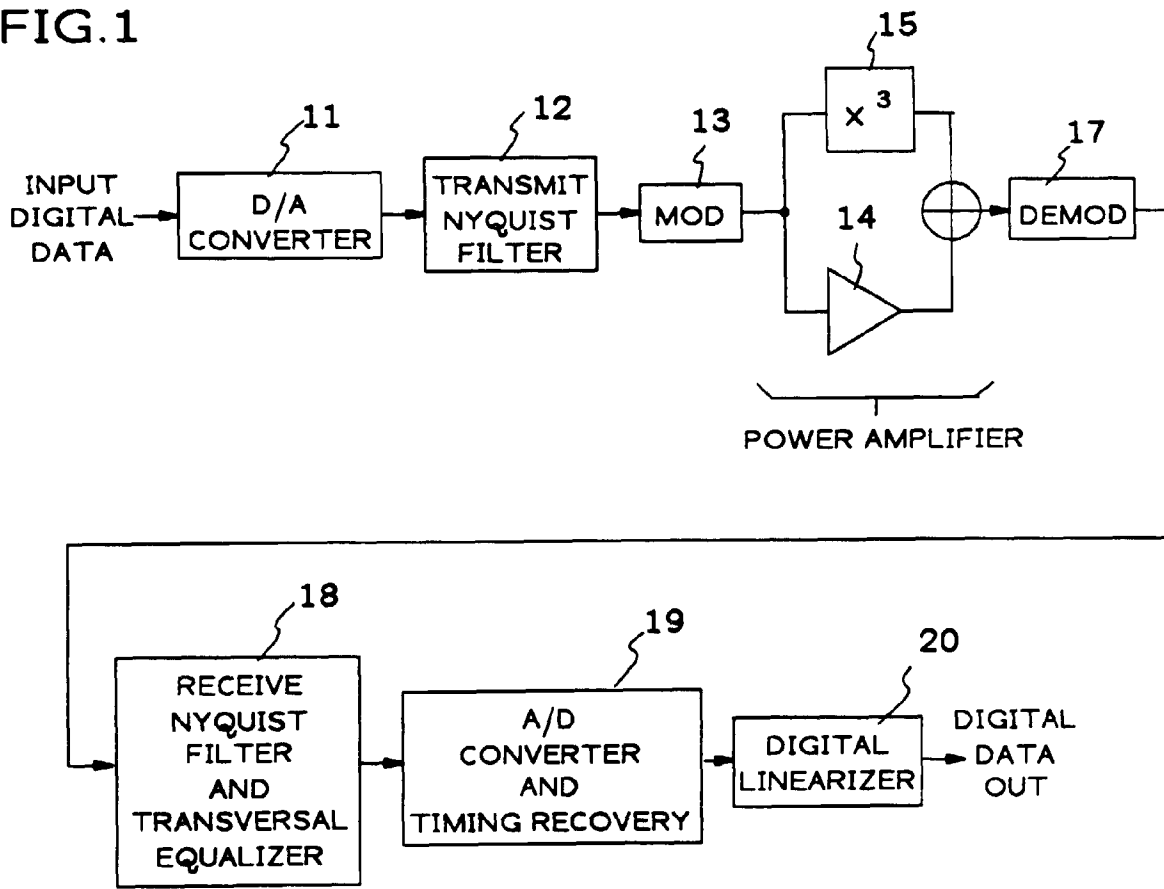 FIG.1
INPUT
DIGITAL
DATA
11
D/A
CONVERTER
12
TRANSMIT
NYQUIST
FILTER
13
MOD
15
× 3
14
17
DEMOD
POWER AMPLIFIER
18
RECEIVE
NYQUIST
FILTER
AND
TRANSVERSAL
EQUALIZER
19
A/D
CONVERTER
AND
TIMING RECOVERY
20
DIGITAL
LINEARIZER
DIGITAL
DATA
OUT